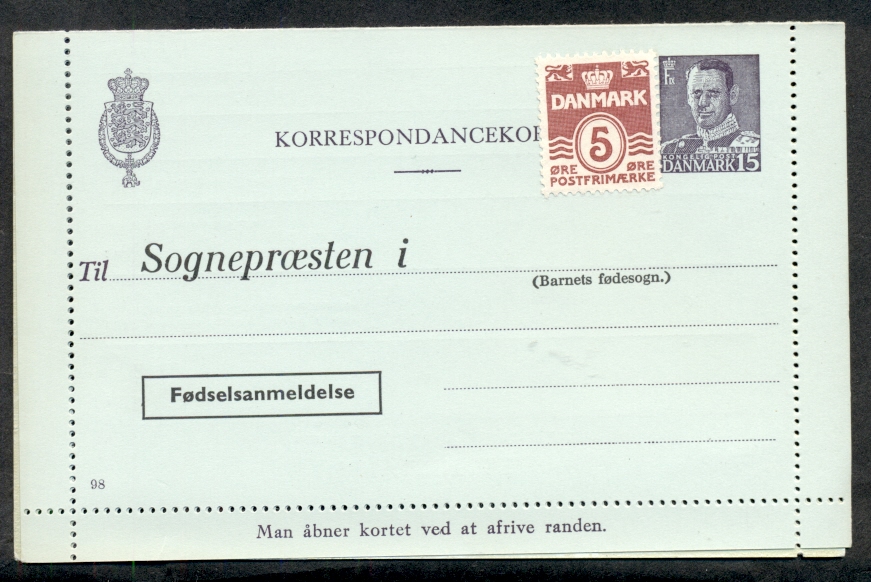 KORRESPONDANCEKO
DANMARK
5
ØRE ØRE
POSTFRIMÆRKE
KONGELIG POST
DANMARK 15
Til Sognepræsten i
(Barnets fødesogn.)
Fødselsanmeldelse
98
Man åbner kortet ved at afrive randen.